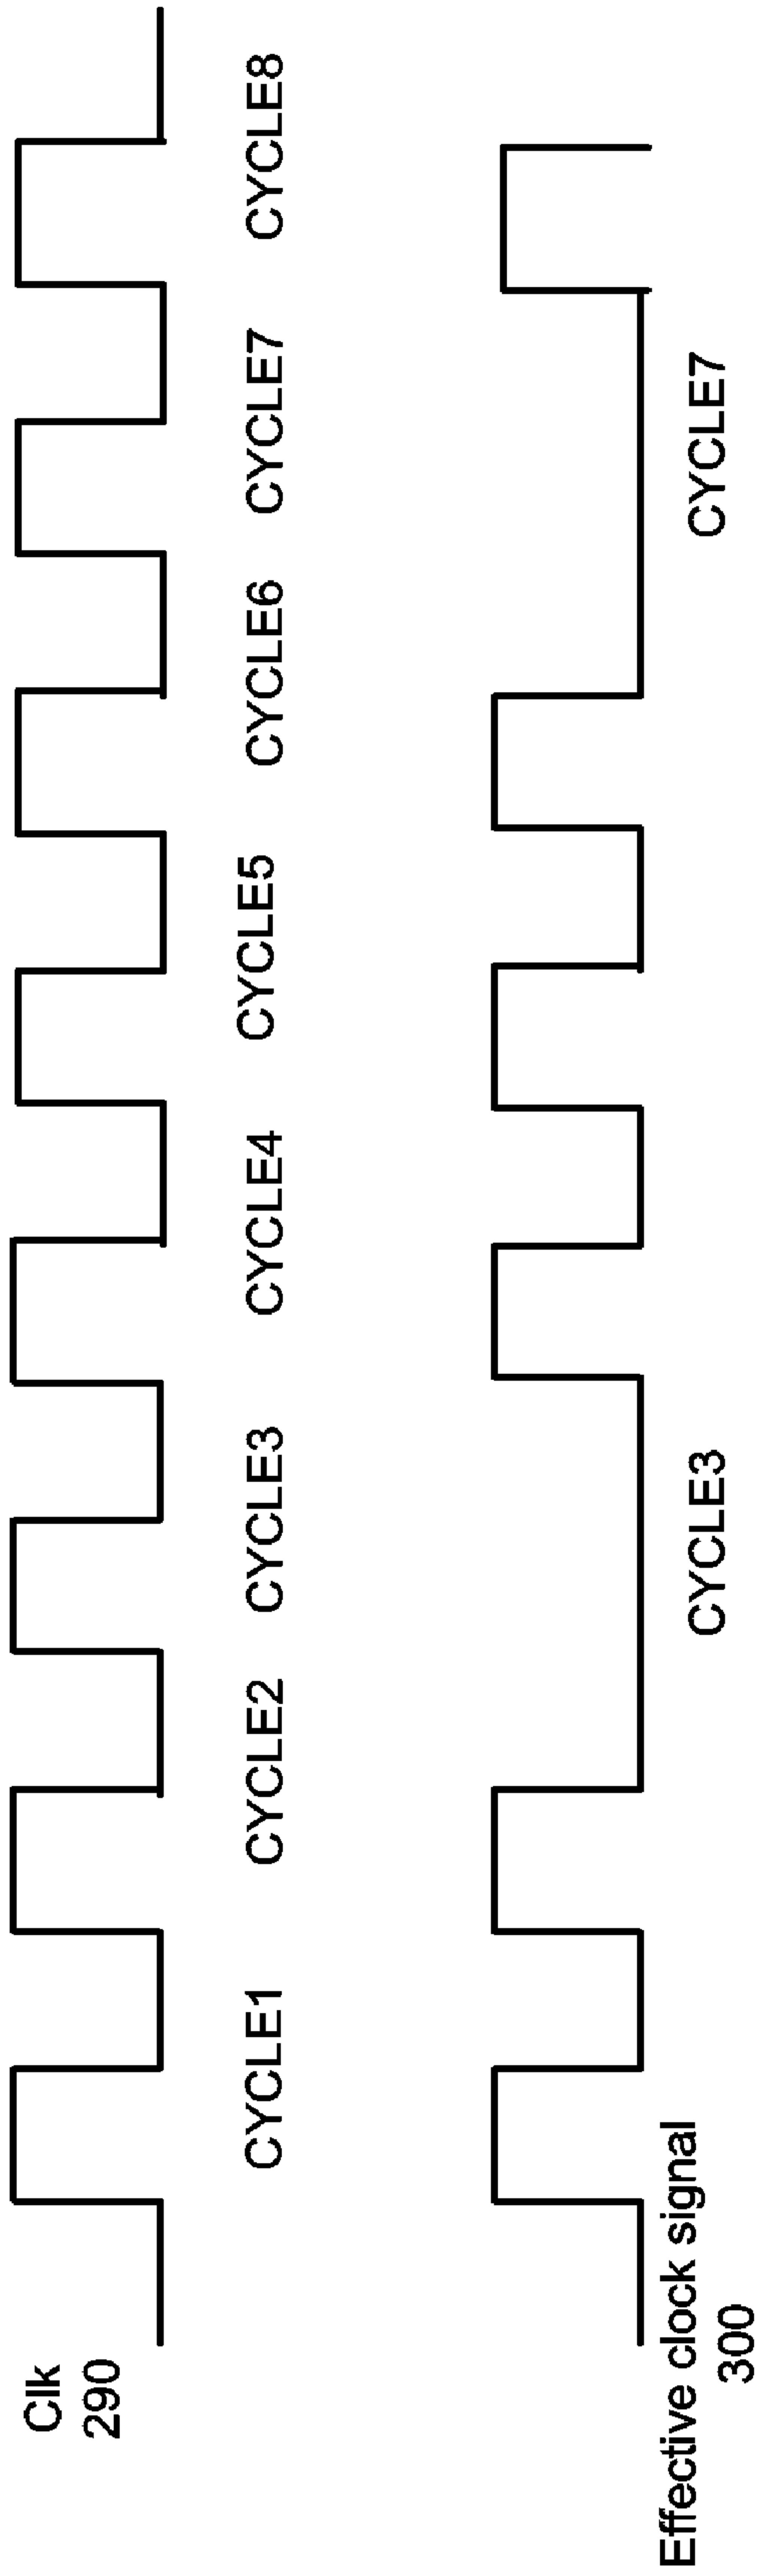 Clk
290
CYCLE1
CYCLE2
CYCLE3
CYCLE4
CYCLE5
CYCLE6
CYCLE7
CYCLE8
Effective clock signal
300
CYCLE3
CYCLE7